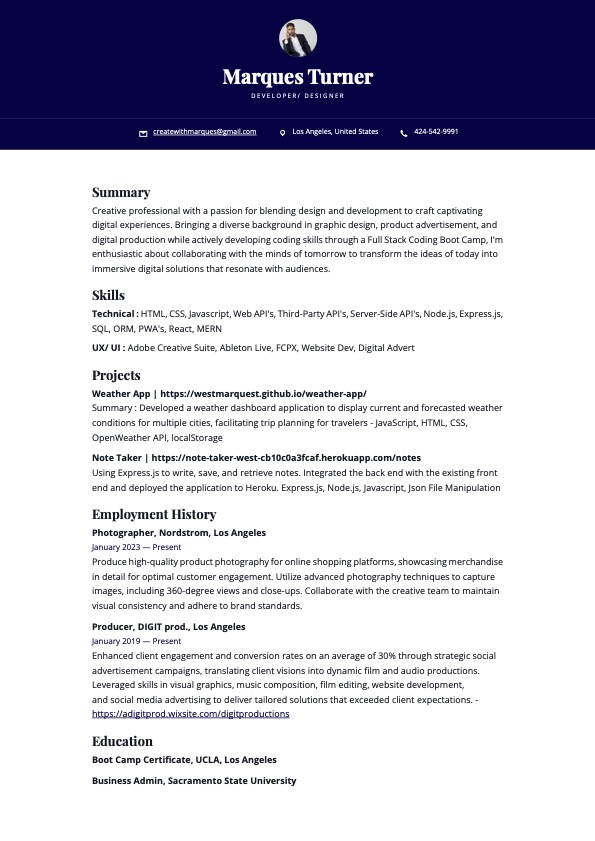 Marques Turner
DEVELOPER/ DESIGNER
createwithmarques@gmail.com
Los Angeles, United States
424-542-9991
Summary
Creative professional with a passion for blending design and development to craft captivating
digital experiences. Bringing a diverse background in graphic design, product advertisement, and
digital production while actively developing coding skills through a Full Stack Coding Boot Camp, I'm
enthusiastic about collaborating with the minds of tomorrow to transform the ideas of today into
immersive digital solutions that resonate with audiences.
Skills
Technical : HTML, CSS, Javascript, Web API's, Third-Party API's, Server-Side API's, Node.js, Express.js,
SQL, ORM, PWA's, React, MERN
UX/ UI : Adobe Creative Suite, Ableton Live, FCPX, Website Dev, Digital Advert
Projects
Weather App | https://westmarquest.github.io/weather-app/
Summary : Developed a weather dashboard application to display current and forecasted weather
conditions for multiple cities, facilitating trip planning for travelers - JavaScript, HTML, CSS,
OpenWeather API, localStorage
Note Taker | https://note-taker-west-cb10c0a3fcaf.herokuapp.com/notes
Using Express.js to write, save, and retrieve notes. Integrated the back end with the existing front
end and deployed the application to Heroku. Express.js, Node.js, Javascript, Json File Manipulation
Employment History
Photographer, Nordstrom, Los Angeles
January 2023 — Present
Produce high-quality product photography for online shopping platforms, showcasing merchandise
in detail for optimal customer engagement. Utilize advanced photography techniques to capture
images, including 360-degree views and close-ups. Collaborate with the creative team to maintain
visual consistency and adhere to brand standards.
Producer, DIGIT prod., Los Angeles
January 2019 — Present
Enhanced client engagement and conversion rates on an average of 30% through strategic social
advertisement campaigns, translating client visions into dynamic film and audio productions.
Leveraged skills in visual graphics, music composition, film editing, website development,
and social media advertising to deliver tailored solutions that exceeded client expectations. -
https://adigitprod.wixsite.com/digitproductions
Education
Boot Camp Certificate, UCLA, Los Angeles
Business Admin, Sacramento State University